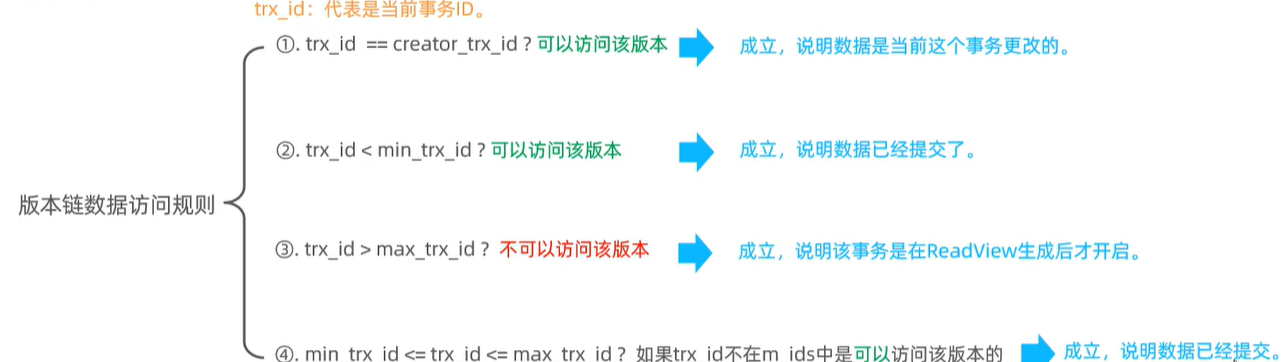 trx_id：代表是当前事务ID。
①. trx_id == creator_trx_id ? 可以访问该版本 成立，说明数据是当前这个事务更改的。
②. trx_id < min_trx_id ? 可以访问该版本 成立，说明数据已经提交了。
版本链数据访问规则
③. trx_id > max_trx_id ? 不可以访问该版本 成立，说明该事务是在ReadView生成后才开启。
④. min_trx_id <= trx_id <= max_trx_id ? 如果trx_id不在m_ids中是可以访问该版本的 成立，说明数据已经提交。